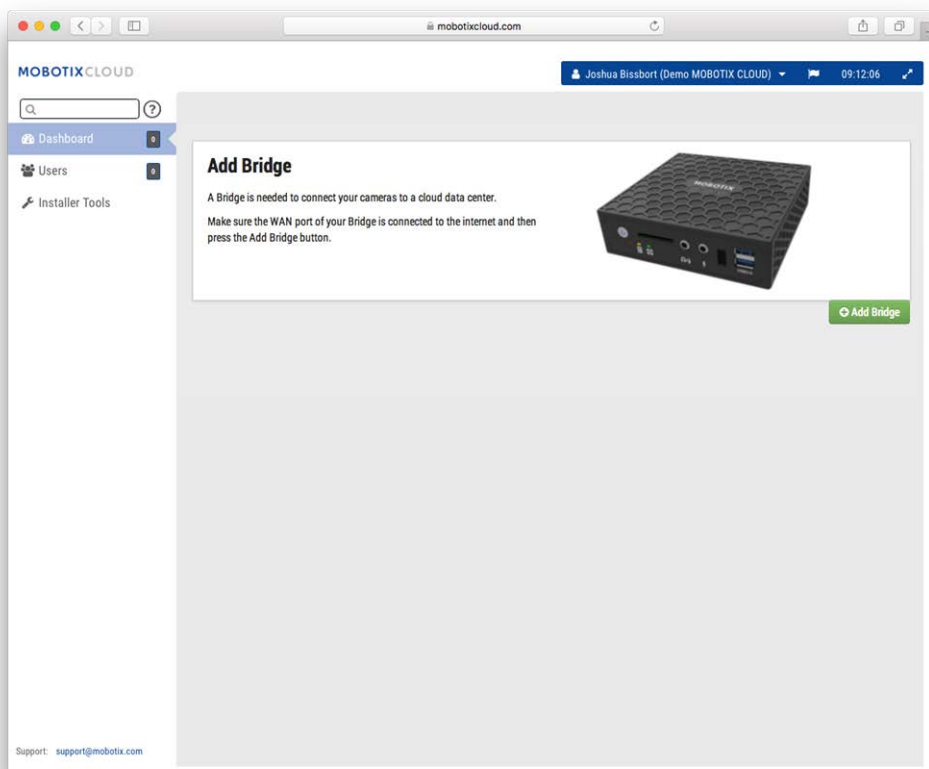 mobotixcloud.com
MOBOTIXCLOUD
Joshua Bissbort (Demo MOBOTIX CLOUD)
09:12:06
?
Dashboard
0
Users
0
Installer Tools
Add Bridge
A Bridge is needed to connect your cameras to a cloud data center.
Make sure the WAN port of your Bridge is connected to the internet and then
press the Add Bridge button.
MOBOTIX
Add Bridge
Support: support@mobotix.com